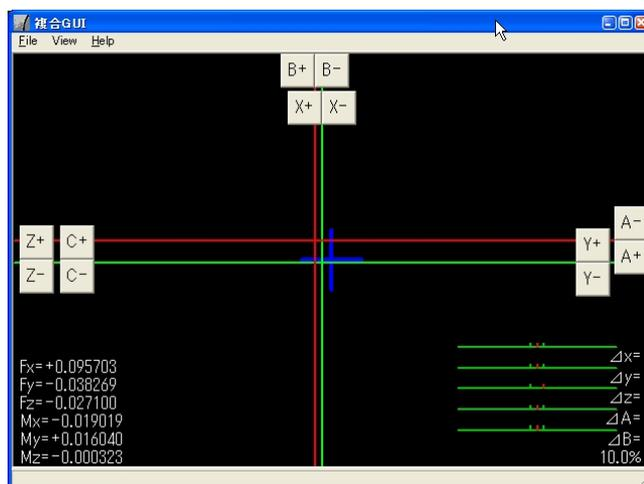 複合GUI
File View Help
B+ B-
X+ X-
A-
Z+ C+ Y+
A+
Z- C- Y-
Fx=+0.095703
Fy=-0.038269
Fz=-0.027100
Mx=-0.019019
My=+0.016040
Mz=-0.000323
⊿x=
⊿y=
⊿z=
⊿A=
⊿B=
10.0%